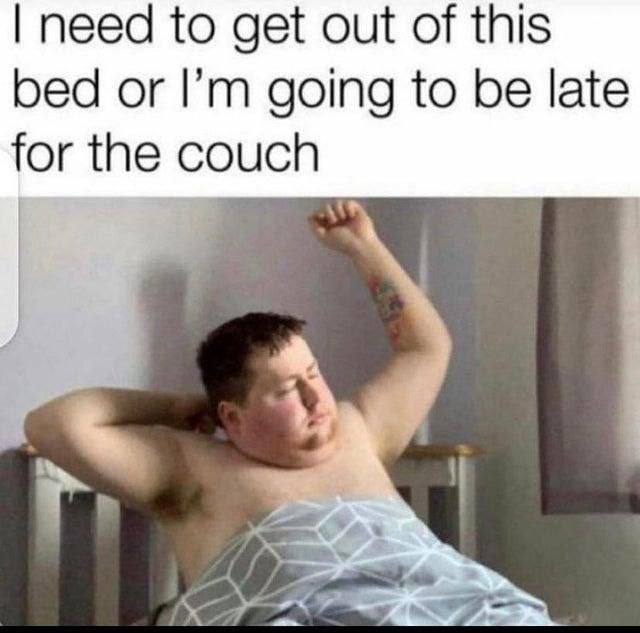 I need to get out of this
bed or I’m going to be late
for the couch